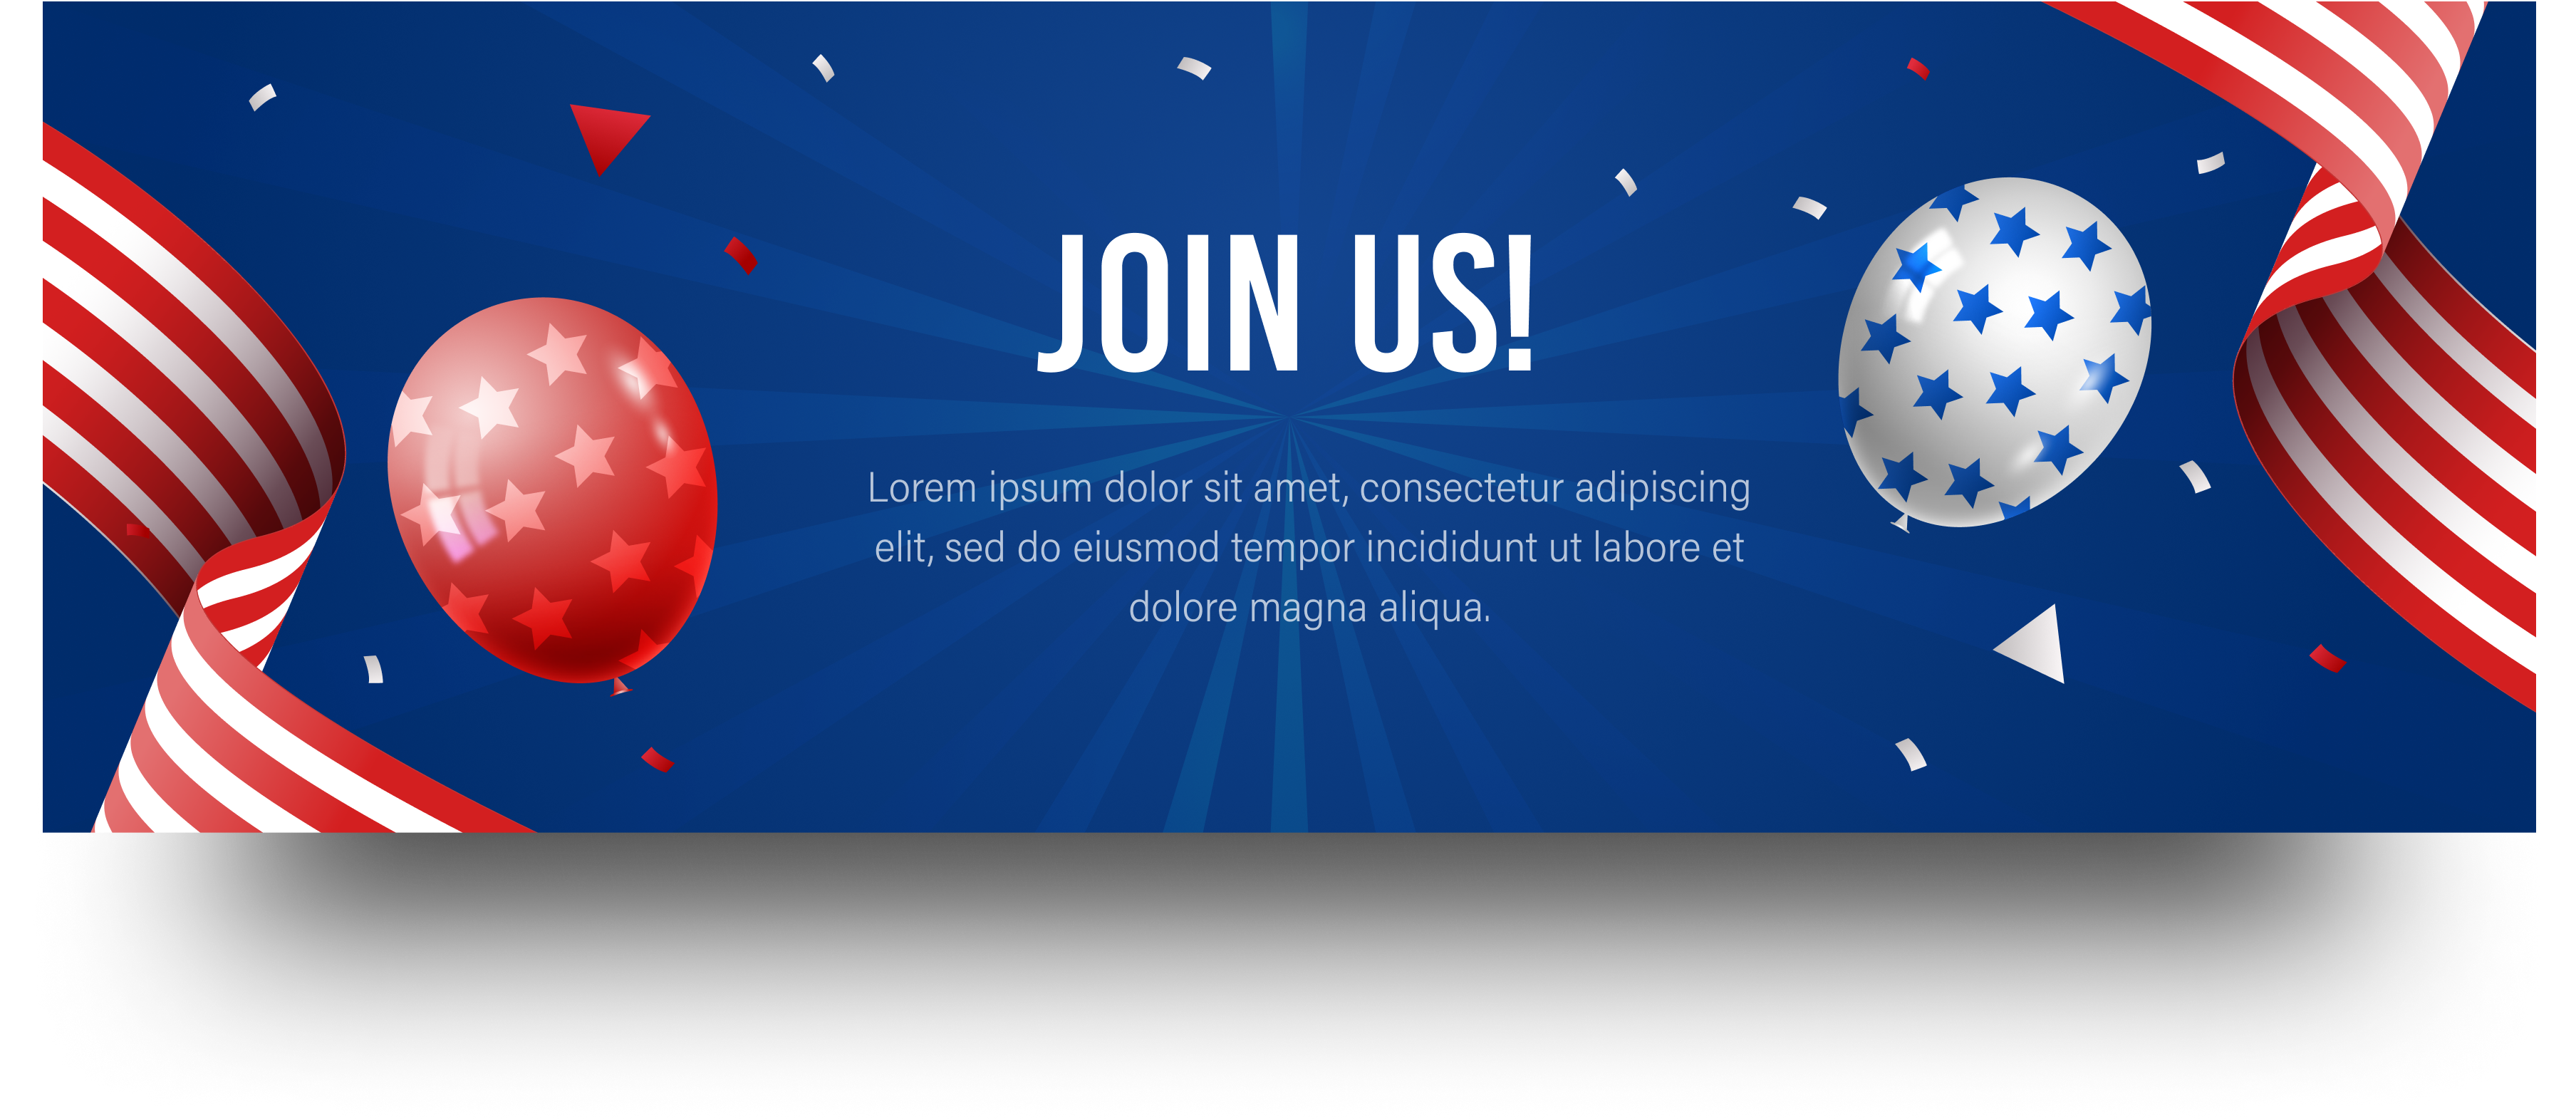 JOIN US!
Lorem ipsum dolor sit amet, consectetur adipiscing
elit, sed do eiusmod tempor incididunt ut labore et
dolore magna aliqua.